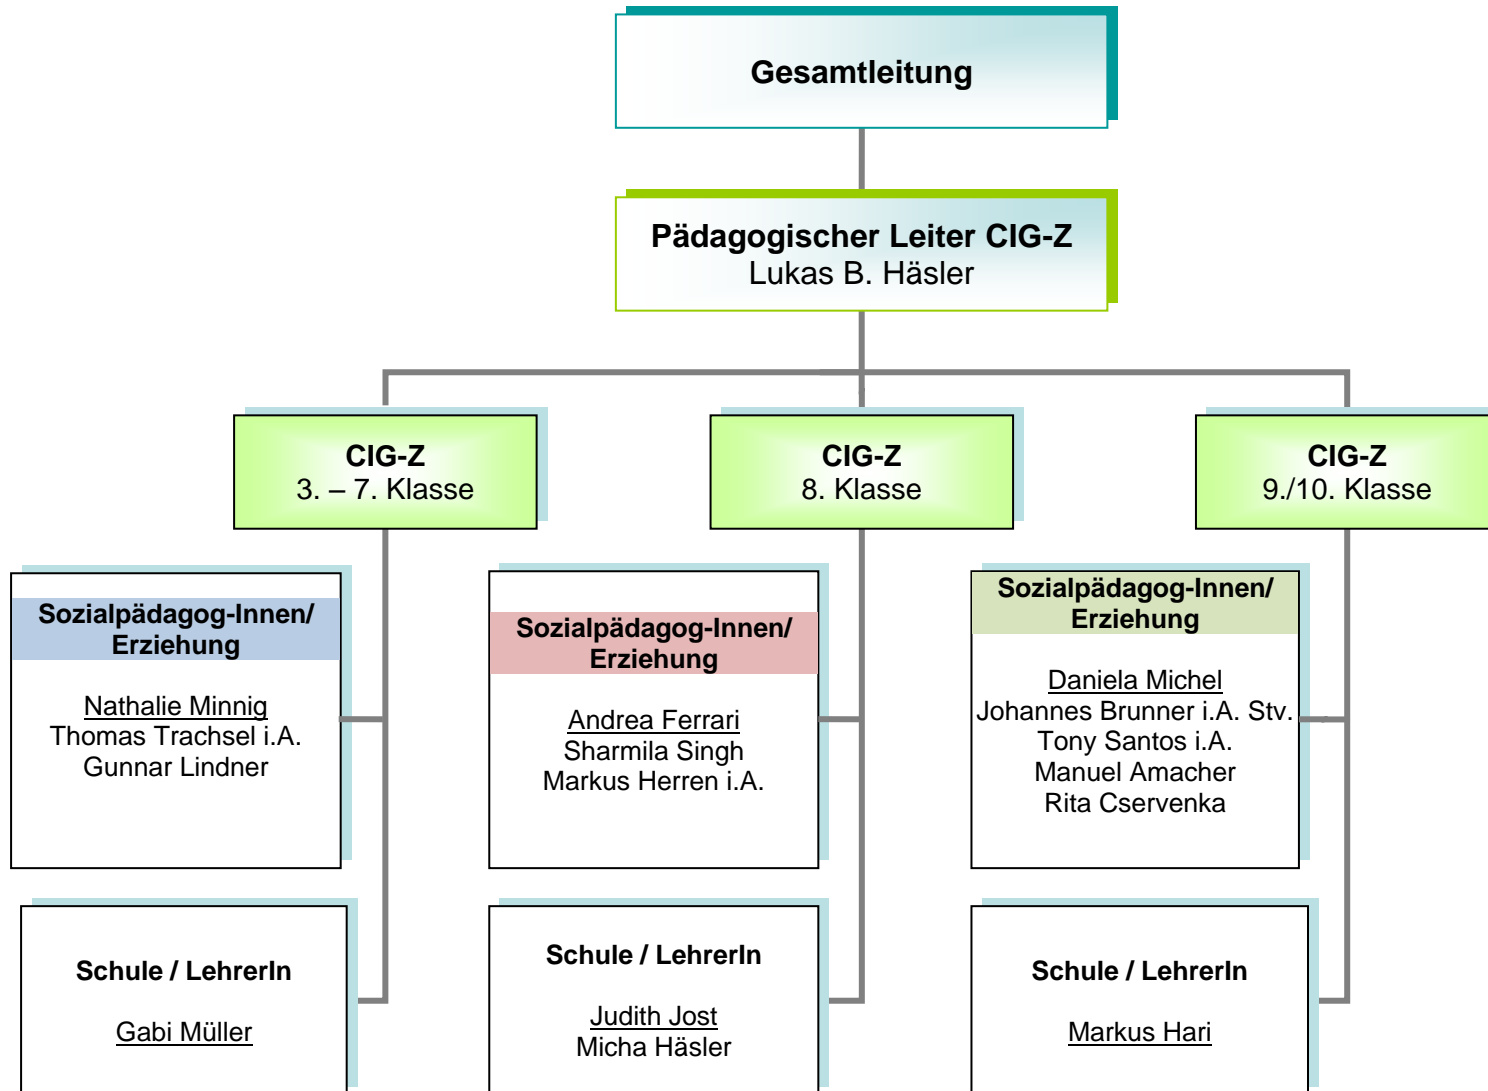 Gesamtleitung
Pädagogischer Leiter CIG-Z
Lukas B. Häsler
CIG-Z
3. – 7. Klasse
CIG-Z
8. Klasse
CIG-Z
9./10. Klasse
Sozialpädagog-Innen/
Erziehung
Nathalie Minnig
Thomas Trachsel i.A.
Gunnar Lindner
Sozialpädagog-Innen/
Erziehung
Andrea Ferrari
Sharmila Singh
Markus Herren i.A.
Sozialpädagog-Innen/
Erziehung
Daniela Michel
Johannes Brunner i.A. Stv.
Tony Santos i.A.
Manuel Amacher
Rita Cservenka
Schule / LehrerIn
Gabi Müller
Schule / LehrerIn
Judith Jost
Micha Häsler
Schule / LehrerIn
Markus Hari